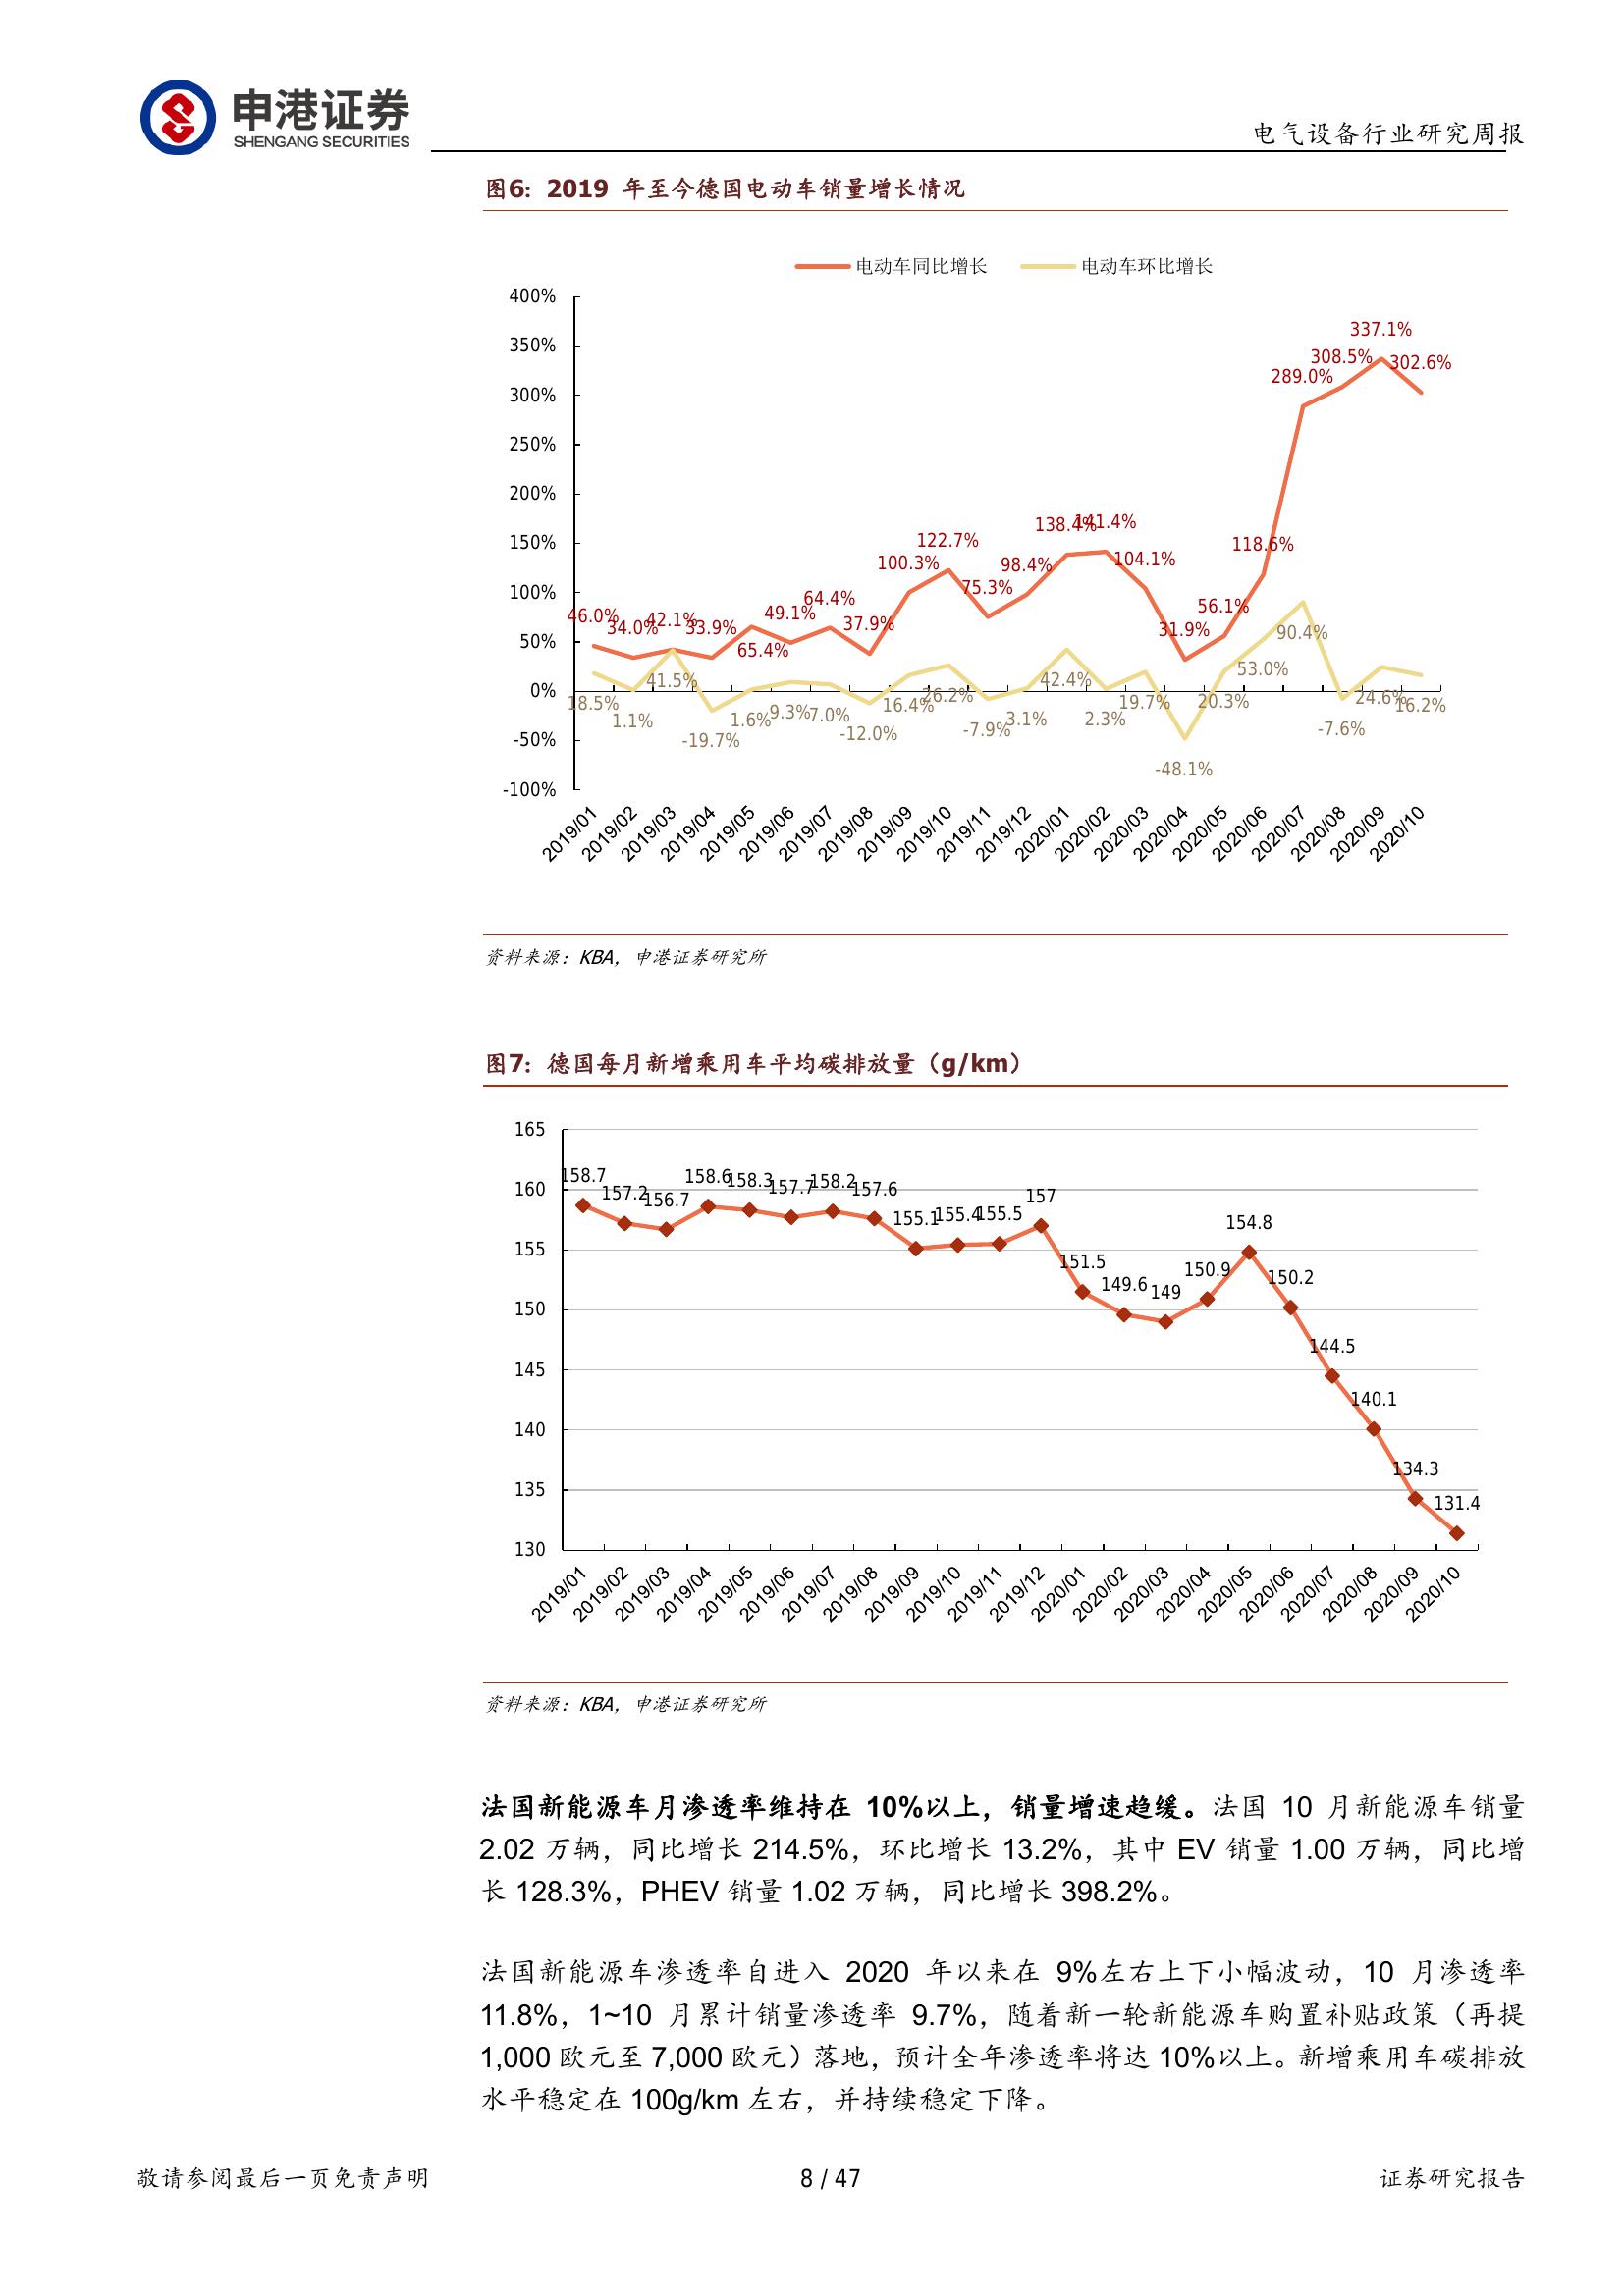 申港证券
SHENGANG SECURITIES
电气设备行业研究周报
图6：2019 年至今德国电动车销量增长情况
电动车同比增长 电动车环比增长
400%
350%
300%
250%
200%
150%
100%
50%
0%
-50%
-100%
46.0% 34.0% 42.1% 33.9% 65.4% 49.1% 64.4% 37.9% 100.3% 122.7% 75.3% 98.4% 138.4% 141.4% 104.1% 31.9% 56.1% 118.6% 289.0% 308.5% 337.1% 302.6%
18.5% 1.1% 41.5% -19.7% 1.6% 9.3% 7.0% -12.0% 16.4% 26.2% -7.9% 3.1% 42.4% 2.3% 19.7% -48.1% 20.3% 53.0% 90.4% -7.6% 24.6% 16.2%
2019/01 2019/02 2019/03 2019/04 2019/05 2019/06 2019/07 2019/08 2019/09 2019/10 2019/11 2019/12 2020/01 2020/02 2020/03 2020/04 2020/05 2020/06 2020/07 2020/08 2020/09 2020/10
资料来源：KBA，申港证券研究所
图7：德国每月新增乘用车平均碳排放量（g/km）
165
160
155
150
145
140
135
130
158.7 157.2 156.7 158.6 158.3 157.7 158.2 157.6 155.1 155.4 155.5 157 151.5 149.6 149 150.9 154.8 150.2 144.5 140.1 134.3 131.4
2019/01 2019/02 2019/03 2019/04 2019/05 2019/06 2019/07 2019/08 2019/09 2019/10 2019/11 2019/12 2020/01 2020/02 2020/03 2020/04 2020/05 2020/06 2020/07 2020/08 2020/09 2020/10
资料来源：KBA，申港证券研究所
法国新能源车月渗透率维持在 10%以上，销量增速趋缓。法国 10 月新能源车销量
2.02 万辆，同比增长 214.5%，环比增长 13.2%，其中 EV 销量 1.00 万辆，同比增
长 128.3%，PHEV 销量 1.02 万辆，同比增长 398.2%。
法国新能源车渗透率自进入 2020 年以来在 9%左右上下小幅波动，10 月渗透率
11.8%，1~10 月累计销量渗透率 9.7%，随着新一轮新能源车购置补贴政策（再提
1,000 欧元至 7,000 欧元）落地，预计全年渗透率将达 10%以上。新增乘用车碳排放
水平稳定在 100g/km 左右，并持续稳定下降。
敬请参阅最后一页免责声明
8 / 47
证券研究报告